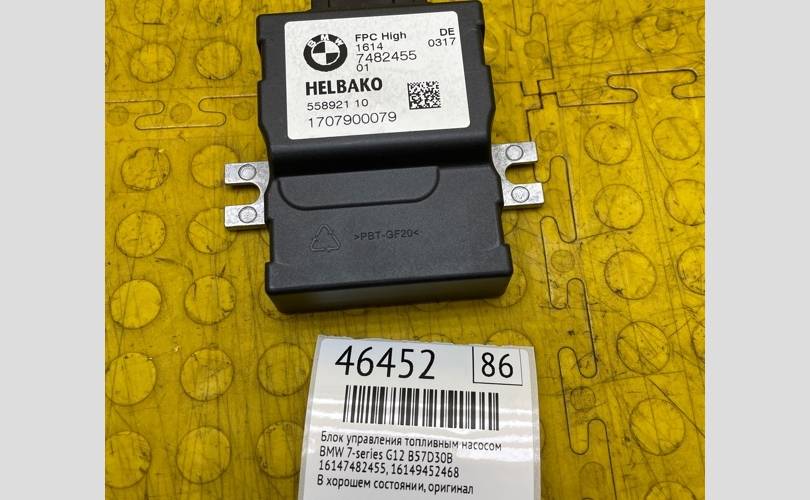 BMW
FPC High DE
1614 0317
7482455
01
HELBAKO
558921 10
1707900079
>PBT-GF20<
46452 86
Блок управления топливным насосом
BMW 7-series G12 B57D30B
16147482455, 16149452468
В хорошем состоянии, оригинал